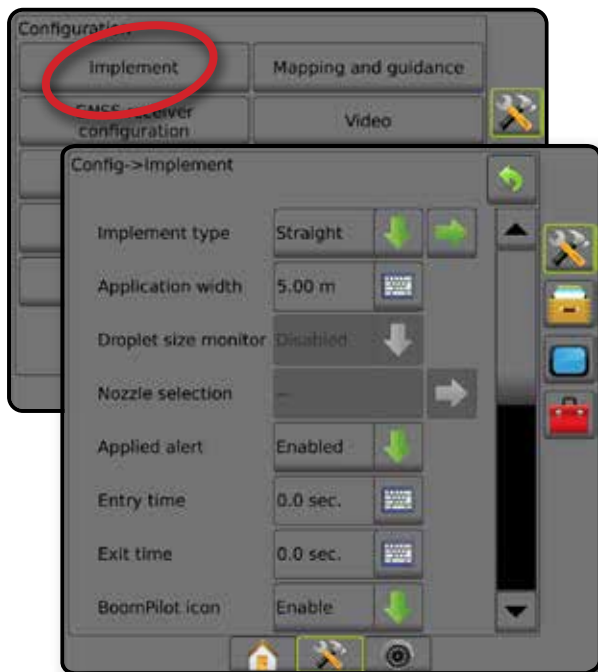 Configuration
Implement
Mapping and guidance
GNSS receiver configuration
Video
Config->Implement
Implement type
Straight
Application width
5.00 m
Droplet size monitor
Disabled
Nozzle selection
--
Applied alert
Enabled
Entry time
0.0 sec.
Exit time
0.0 sec.
BoomPilot icon
Enable